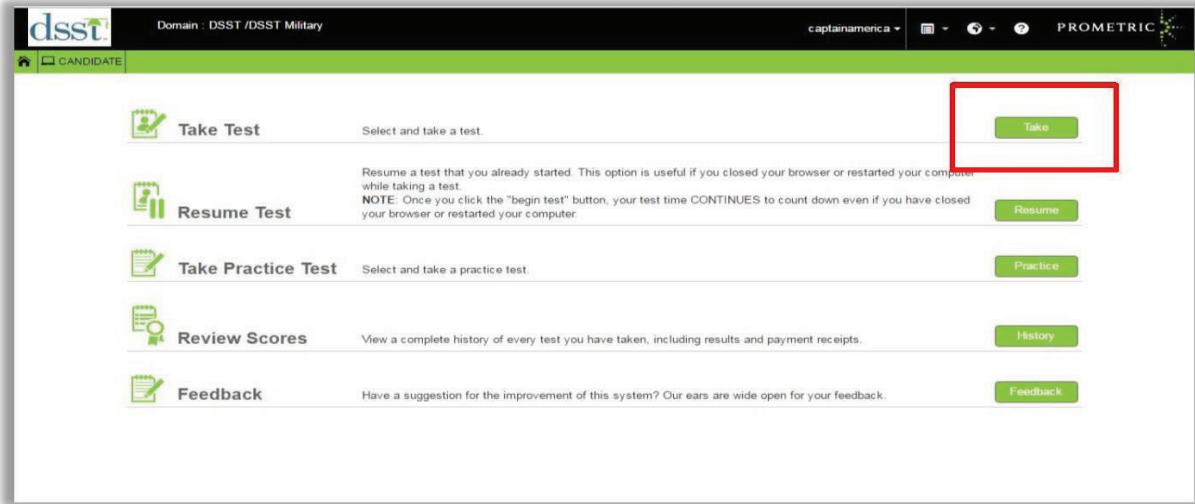 dsst
Domain : DSST /DSST Military
captainamerica
?
PROMETRIC
CANDIDATE
Take Test
Select and take a test.
Take
Resume Test
Resume a test that you already started. This option is useful if you closed your browser or restarted your computer
while taking a test.
NOTE: Once you click the "begin test" button, your test time CONTINUES to count down even if you have closed
your browser or restarted your computer.
Resume
Take Practice Test
Select and take a practice test.
Practice
Review Scores
View a complete history of every test you have taken, including results and payment receipts.
History
Feedback
Have a suggestion for the improvement of this system? Our ears are wide open for your feedback.
Feedback